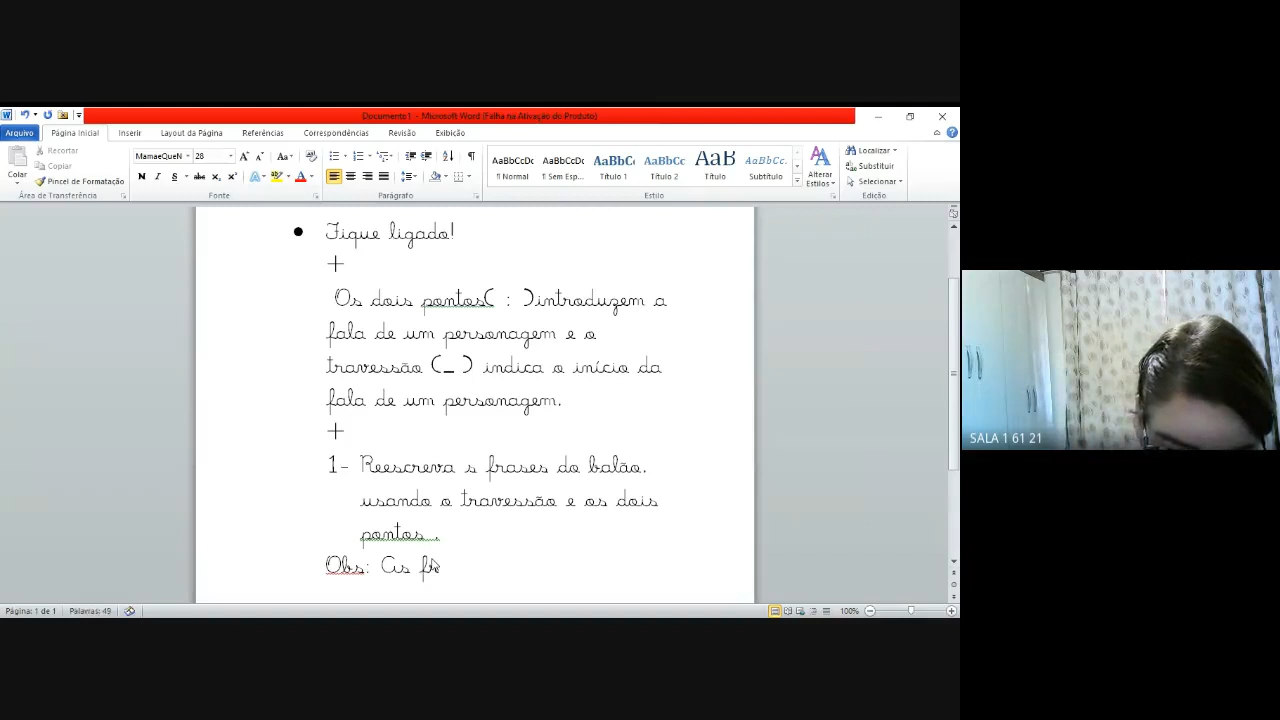 Documento1 - Microsoft Word (Falha na Ativação do Produto)
Arquivo Página Inicial Inserir Layout da Página Referências Correspondências Revisão Exibição
Colar
Recortar
Copiar
Pincel de Formatação
Área de Transferência
MamaeQueN 28
Fonte
Parágrafo
AaBbCcDc AaBbCcDc AaBbCc AaBbCc AaB AaBbCc.
¶ Normal ¶ Sem Esp... Título 1 Título 2 Título Subtítulo
Alterar Estilos
Estilo
Localizar
Substituir
Selecionar
Edição
• Fique ligado!
+
Os dois pontos( : )introduzem a
fala de um personagem e o
travessão (_ ) indica o início da
fala de um personagem.
+
1- Reescreva s frases do balão.
usando o travessão e os dois
pontos .
Obs: As
Página: 1 de 1 Palavras: 49 100%
SALA 1 61 21